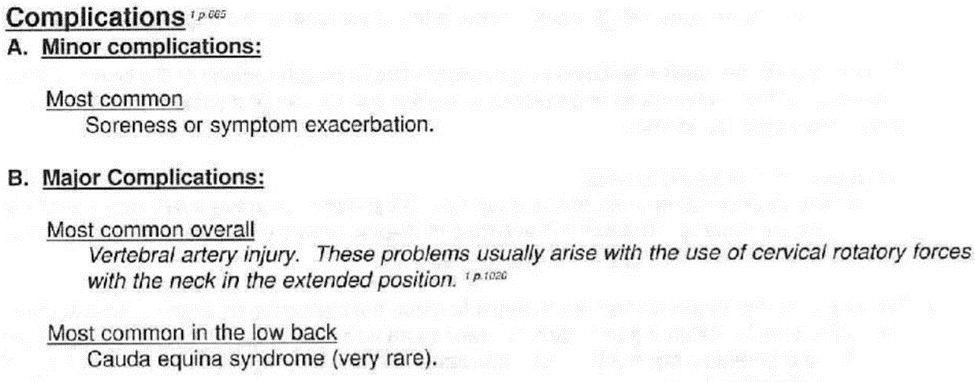 Complications 1 p.665
A. Minor complications:
Most common
Soreness or symptom exacerbation.
B. Major Complications:
Most common overall
Vertebral artery injury. These problems usually arise with the use of cervical rotatory forces
with the neck in the extended position. 1 p.1026
Most common in the low back
Cauda equina syndrome (very rare).